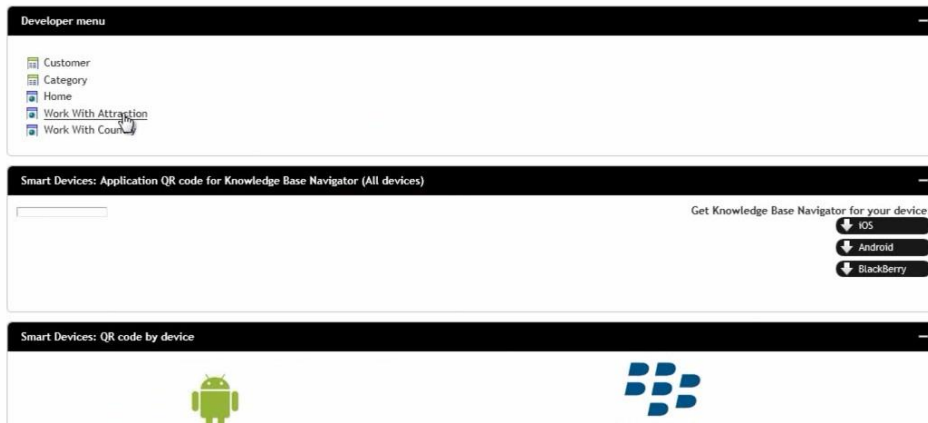 Developer menu
Customer
Category
Home
Work With Attraction
Work With Country
Smart Devices: Application QR code for Knowledge Base Navigator (All devices)
Get Knowledge Base Navigator for your device
iOS
Android
BlackBerry
Smart Devices: QR code by device